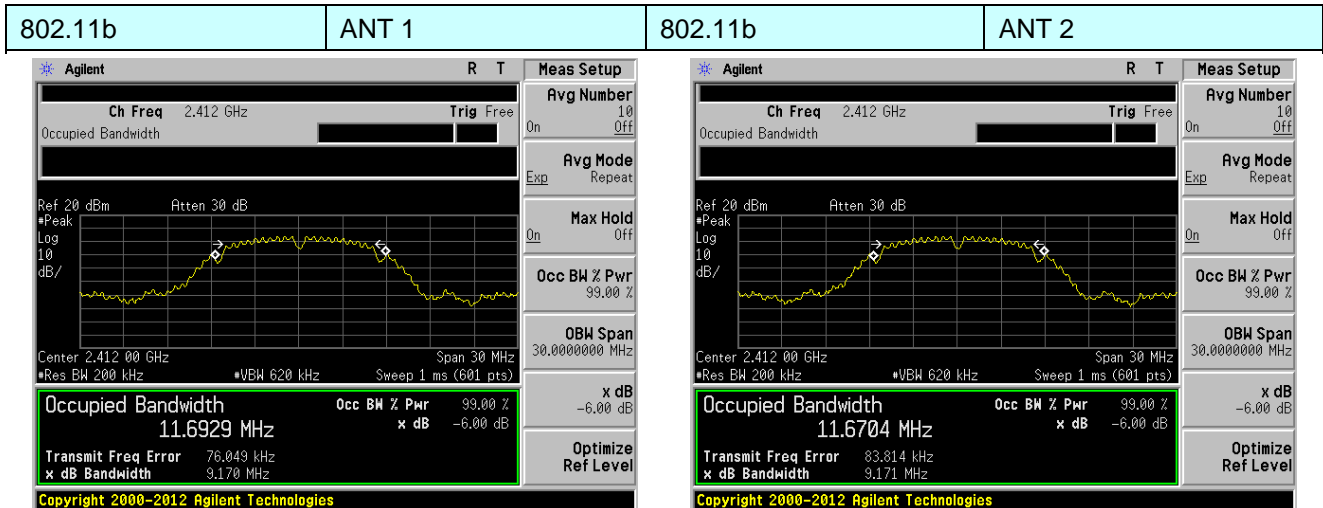 802.11b ANT 1 802.11b ANT 2
Agilent R T Meas Setup
Ch Freq 2.412 GHz Trig Free
Occupied Bandwidth
Avg Number
10
On Off
Avg Mode
Exp Repeat
Ref 20 dBm Atten 30 dB
#Peak
Log
10
dB/
Max Hold
On Off
Occ BW % Pwr
99.00 %
OBW Span
30.0000000 MHz
Center 2.412 00 GHz Span 30 MHz
#Res BW 200 kHz #VBW 620 kHz Sweep 1 ms (601 pts)
x dB
-6.00 dB
Occupied Bandwidth Occ BW % Pwr 99.00 %
11.6929 MHz x dB -6.00 dB
Optimize
Ref Level
Transmit Freq Error 76.049 kHz
x dB Bandwidth 9.170 MHz
Copyright 2000-2012 Agilent Technologies
Agilent R T Meas Setup
Ch Freq 2.412 GHz Trig Free
Occupied Bandwidth
Avg Number
10
On Off
Avg Mode
Exp Repeat
Ref 20 dBm Atten 30 dB
#Peak
Log
10
dB/
Max Hold
On Off
Occ BW % Pwr
99.00 %
OBW Span
30.0000000 MHz
Center 2.412 00 GHz Span 30 MHz
#Res BW 200 kHz #VBW 620 kHz Sweep 1 ms (601 pts)
x dB
-6.00 dB
Occupied Bandwidth Occ BW % Pwr 99.00 %
11.6704 MHz x dB -6.00 dB
Optimize
Ref Level
Transmit Freq Error 83.814 kHz
x dB Bandwidth 9.171 MHz
Copyright 2000-2012 Agilent Technologies